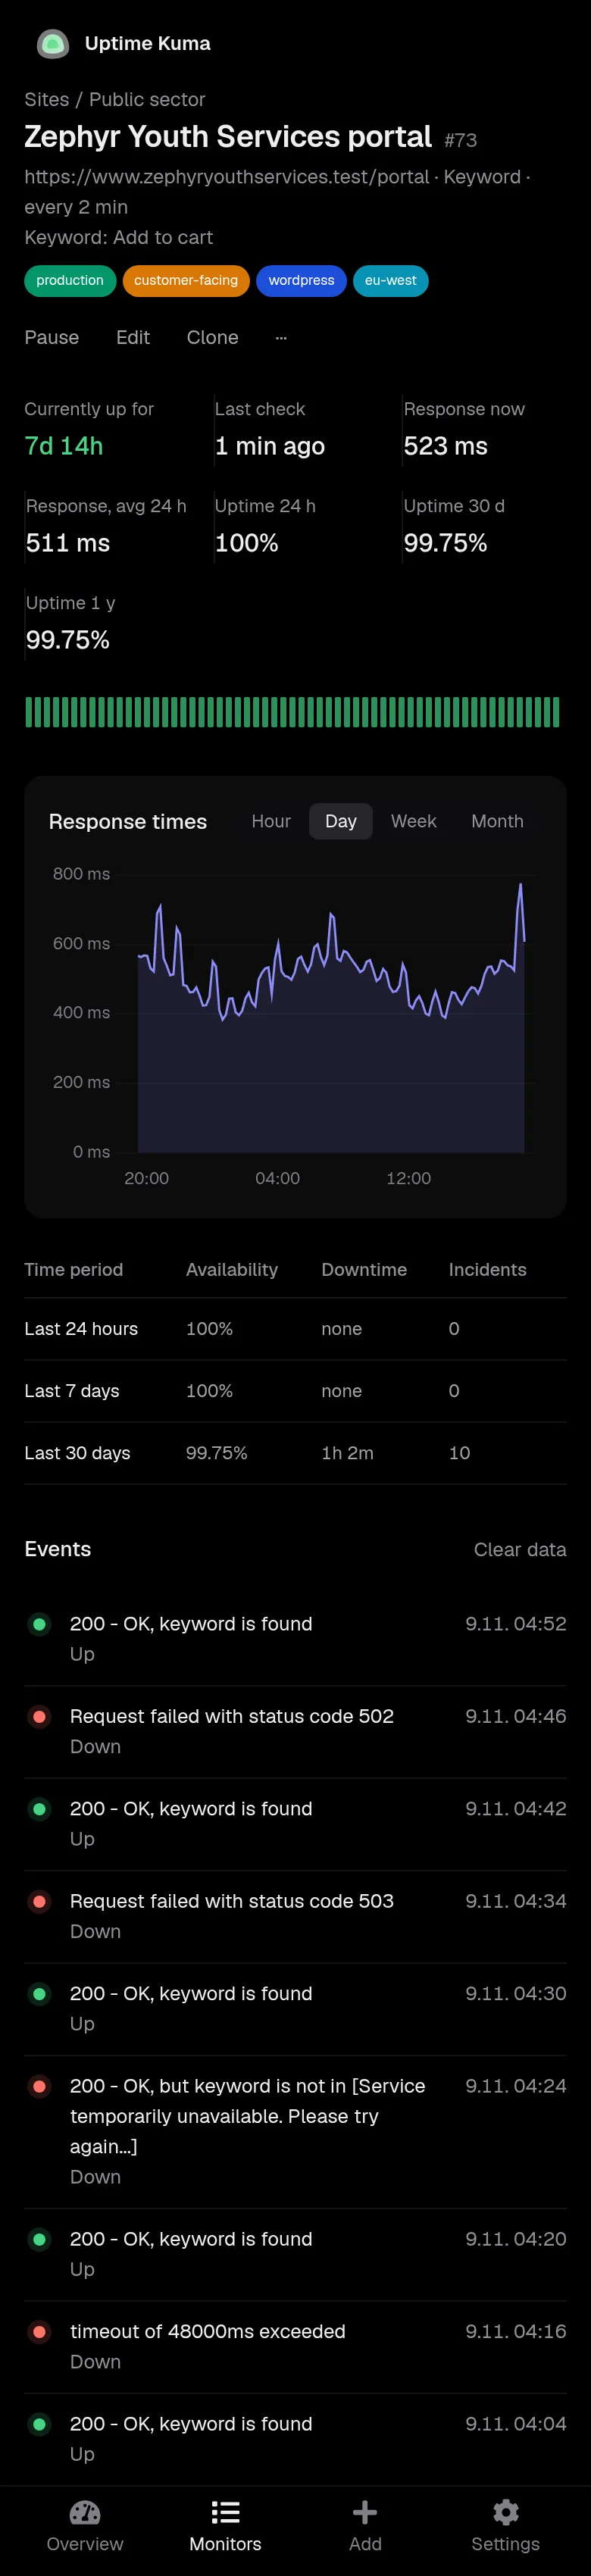 Uptime Kuma
Sites / Public sector
Zephyr Youth Services portal #73
https://www.zephyryouthservices.test/portal · Keyword ·
every 2 min
Keyword: Add to cart
production customer-facing wordpress eu-west
Pause Edit Clone ...
Currently up for Last check Response now
7d 14h 1 min ago 523 ms
Response, avg 24 h Uptime 24 h Uptime 30 d
511 ms 100% 99.75%
Uptime 1 y
99.75%
Response times Hour Day Week Month
800 ms
600 ms
400 ms
200 ms
0 ms
20:00 04:00 12:00
Time period Availability Downtime Incidents
Last 24 hours 100% none 0
Last 7 days 100% none 0
Last 30 days 99.75% 1h 2m 10
Events Clear data
200 - OK, keyword is found 9.11. 04:52
Up
Request failed with status code 502 9.11. 04:46
Down
200 - OK, keyword is found 9.11. 04:42
Up
Request failed with status code 503 9.11. 04:34
Down
200 - OK, keyword is found 9.11. 04:30
Up
200 - OK, but keyword is not in [Service 9.11. 04:24
temporarily unavailable. Please try
again...]
Down
200 - OK, keyword is found 9.11. 04:20
Up
timeout of 48000ms exceeded 9.11. 04:16
Down
200 - OK, keyword is found 9.11. 04:04
Up
Overview Monitors Add Settings